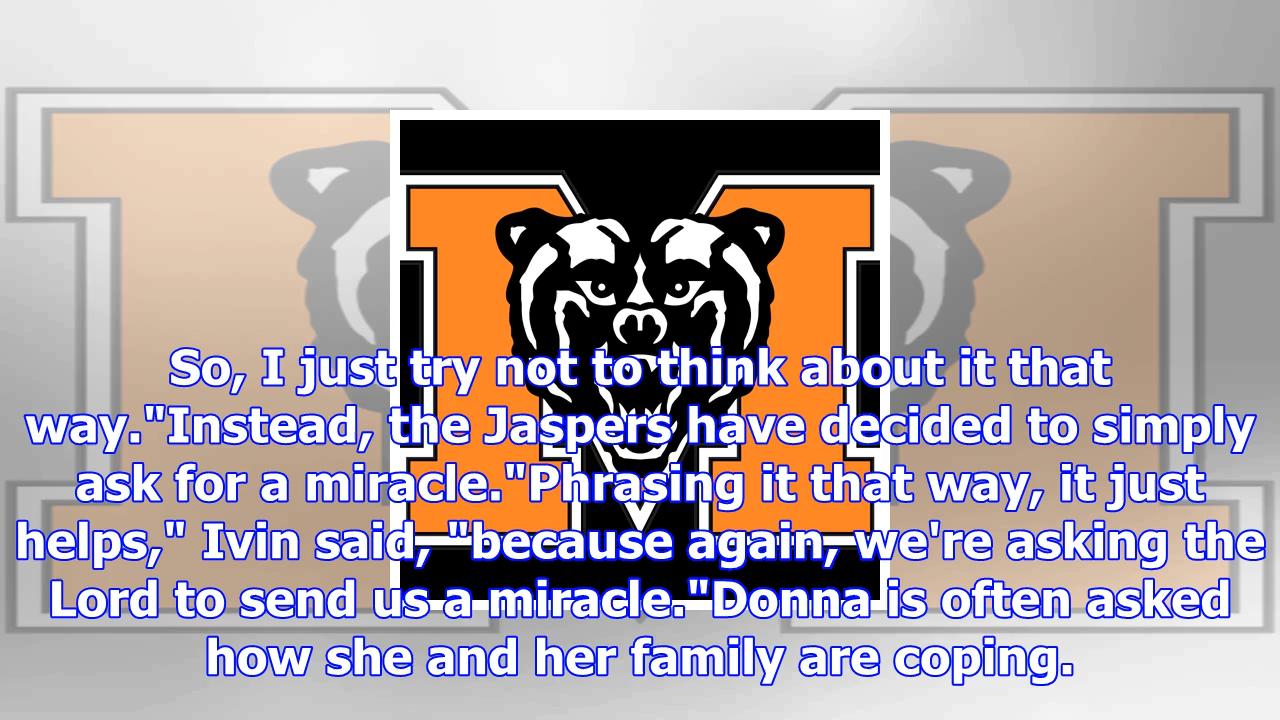 So, I just try not to think about it that
way."Instead, the Jaspers have decided to simply
ask for a miracle."Phrasing it that way, it just
helps," Ivin said, "because again, we're asking the
Lord to send us a miracle."Donna is often asked
how she and her family are coping.